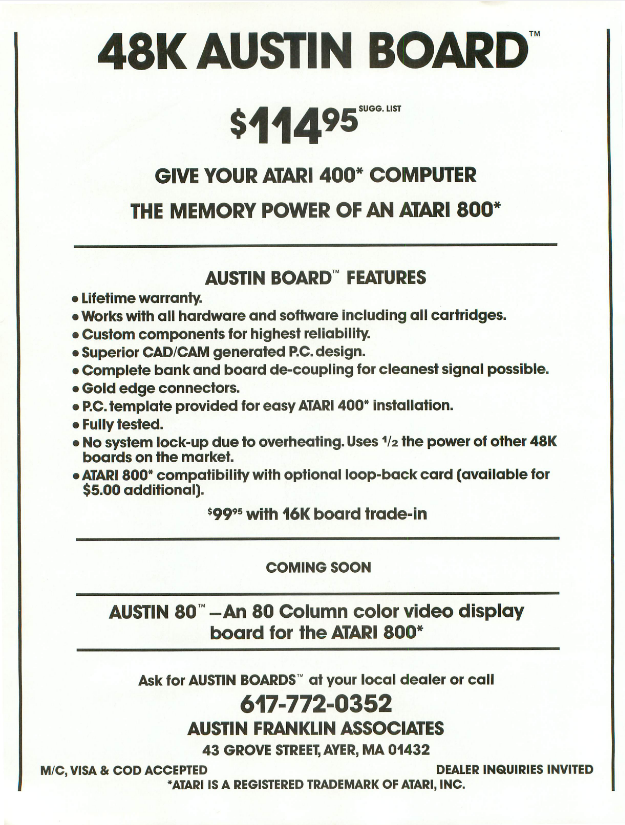 48K AUSTIN BOARD™
$114⁹⁵ SUGG. LIST
GIVE YOUR ATARI 400* COMPUTER
THE MEMORY POWER OF AN ATARI 800*
AUSTIN BOARD™ FEATURES
• Lifetime warranty.
• Works with all hardware and software including all cartridges.
• Custom components for highest reliability.
• Superior CAD/CAM generated P.C. design.
• Complete bank and board de-coupling for cleanest signal possible.
• Gold edge connectors.
• P.C. template provided for easy ATARI 400* installation.
• Fully tested.
• No system lock-up due to overheating. Uses 1/2 the power of other 48K
boards on the market.
• ATARI 800* compatibility with optional loop-back card (available for
$5.00 additional).
$99⁹⁵ with 16K board trade-in
COMING SOON
AUSTIN 80™ —An 80 Column color video display
board for the ATARI 800*
Ask for AUSTIN BOARDS™ at your local dealer or call
617-772-0352
AUSTIN FRANKLIN ASSOCIATES
43 GROVE STREET, AYER, MA 01432
M/C, VISA & COD ACCEPTED
DEALER INQUIRIES INVITED
*ATARI IS A REGISTERED TRADEMARK OF ATARI, INC.